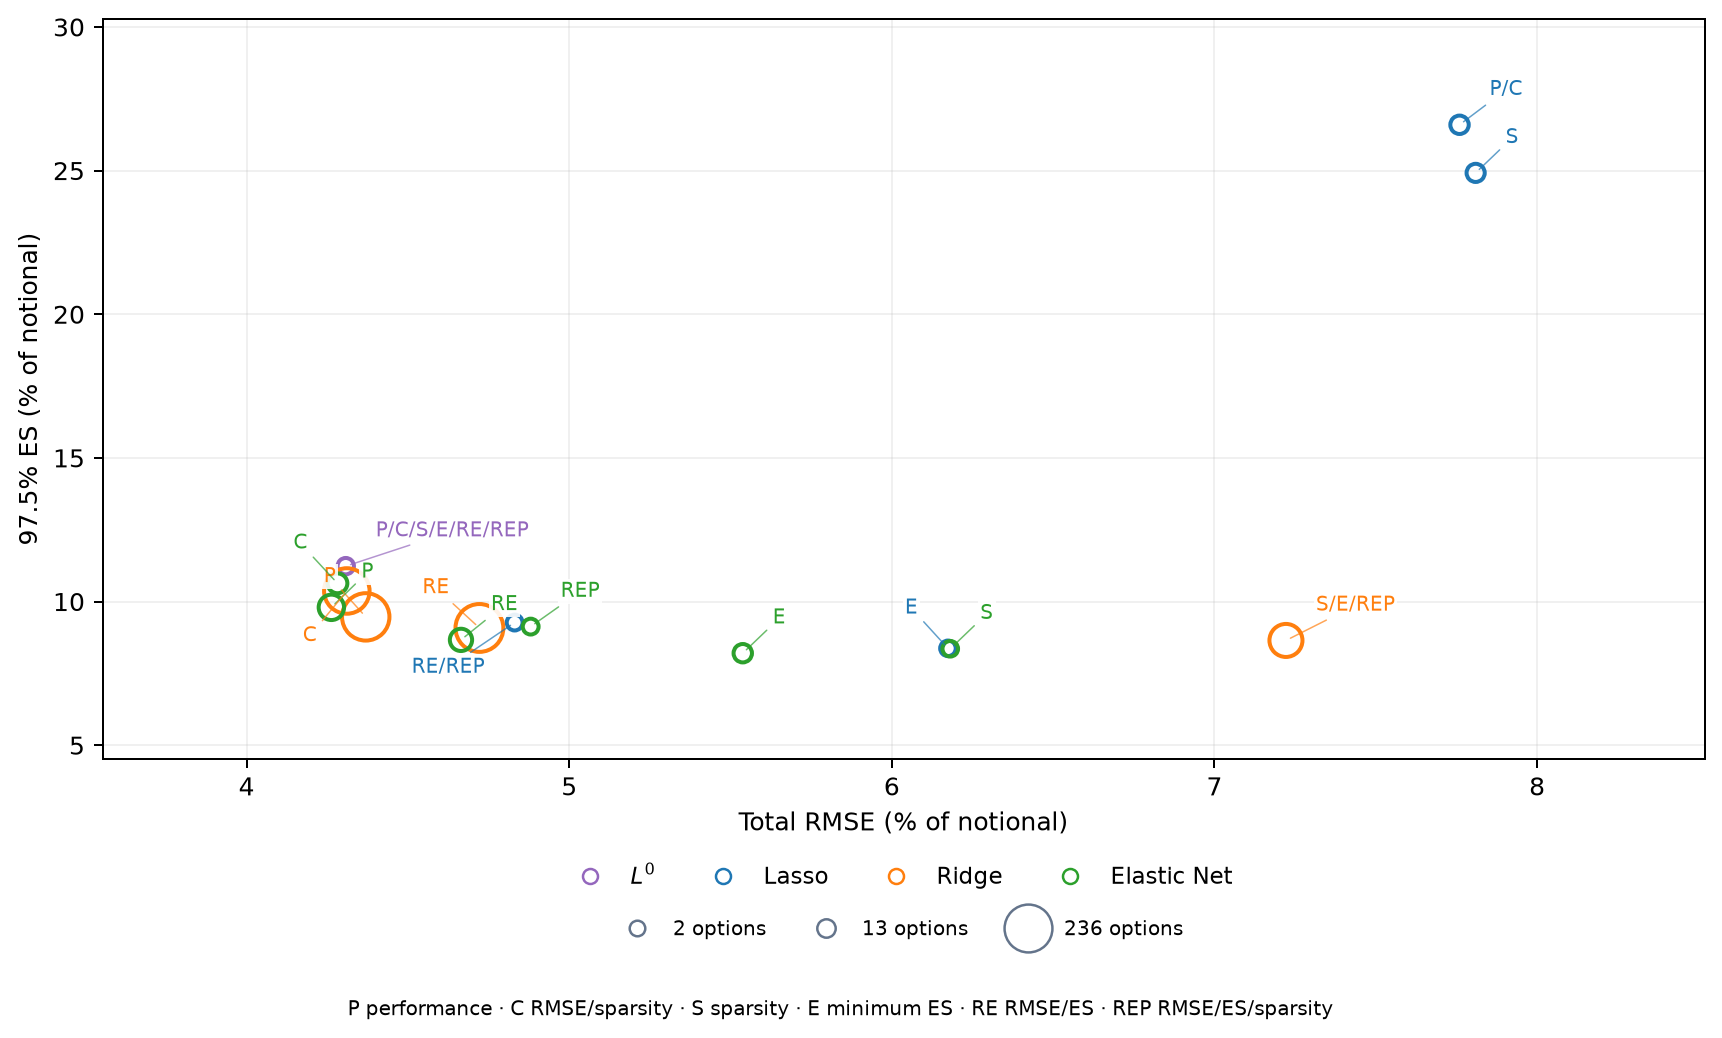 30
25
20
15
10
5
97.5% ES (% of notional)
P/C
S
P/C/S/E/RE/REP
C
P
P
C
RE
RE
REP
RE/REP
E
E
S
S/E/REP
4 5 6 7 8
Total RMSE (% of notional)
L⁰ Lasso Ridge Elastic Net
2 options 13 options 236 options
P performance · C RMSE/sparsity · S sparsity · E minimum ES · RE RMSE/ES · REP RMSE/ES/sparsity